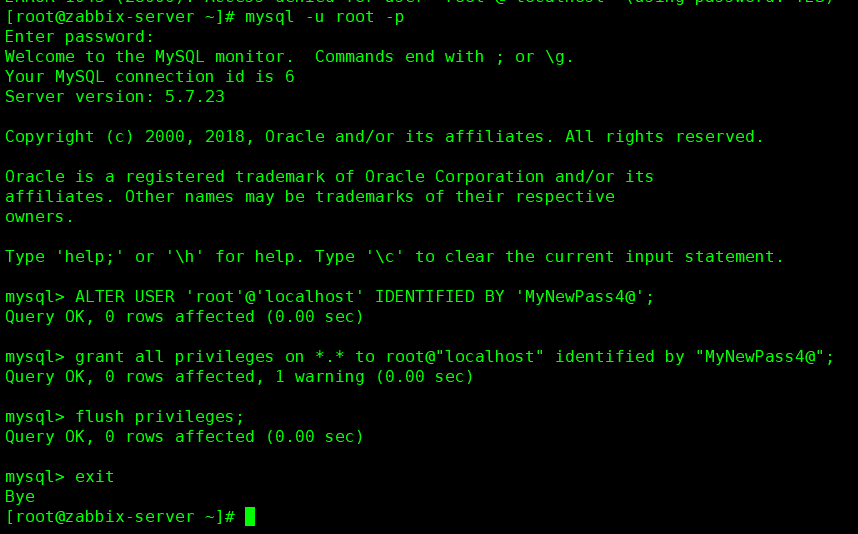 [root@zabbix-server ~]# mysql -u root -p
Enter password:
Welcome to the MySQL monitor.  Commands end with ; or \g.
Your MySQL connection id is 6
Server version: 5.7.23

Copyright (c) 2000, 2018, Oracle and/or its affiliates. All rights reserved.

Oracle is a registered trademark of Oracle Corporation and/or its
affiliates. Other names may be trademarks of their respective
owners.

Type 'help;' or '\h' for help. Type '\c' to clear the current input statement.

mysql> ALTER USER 'root'@'localhost' IDENTIFIED BY 'MyNewPass4@';
Query OK, 0 rows affected (0.00 sec)

mysql> grant all privileges on *.* to root@"localhost" identified by "MyNewPass4@";
Query OK, 0 rows affected, 1 warning (0.00 sec)

mysql> flush privileges;
Query OK, 0 rows affected (0.00 sec)

mysql> exit
Bye
[root@zabbix-server ~]#